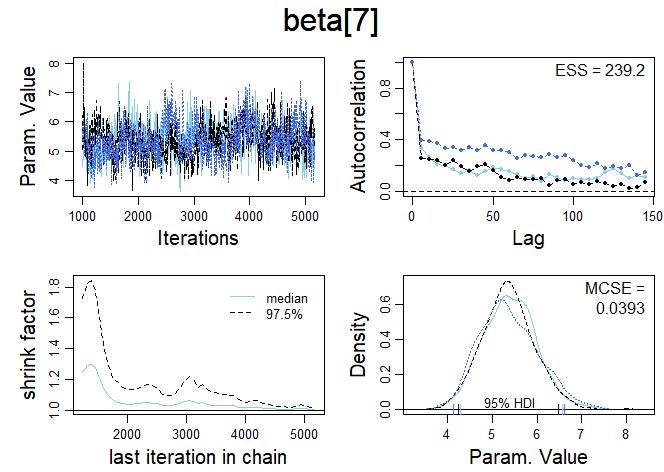 beta[7]
Param. Value
4 5 6 7 8
1000 2000 3000 4000 5000
Iterations
Autocorrelation
0.0 0.4 0.8
ESS = 239.2
0 50 100 150
Lag
shrink factor
1.0 1.2 1.4 1.6 1.8
median
97.5%
2000 3000 4000 5000
last iteration in chain
Density
0.0 0.2 0.4 0.6
MCSE =
0.0393
95% HDI
4 5 6 7 8
Param. Value